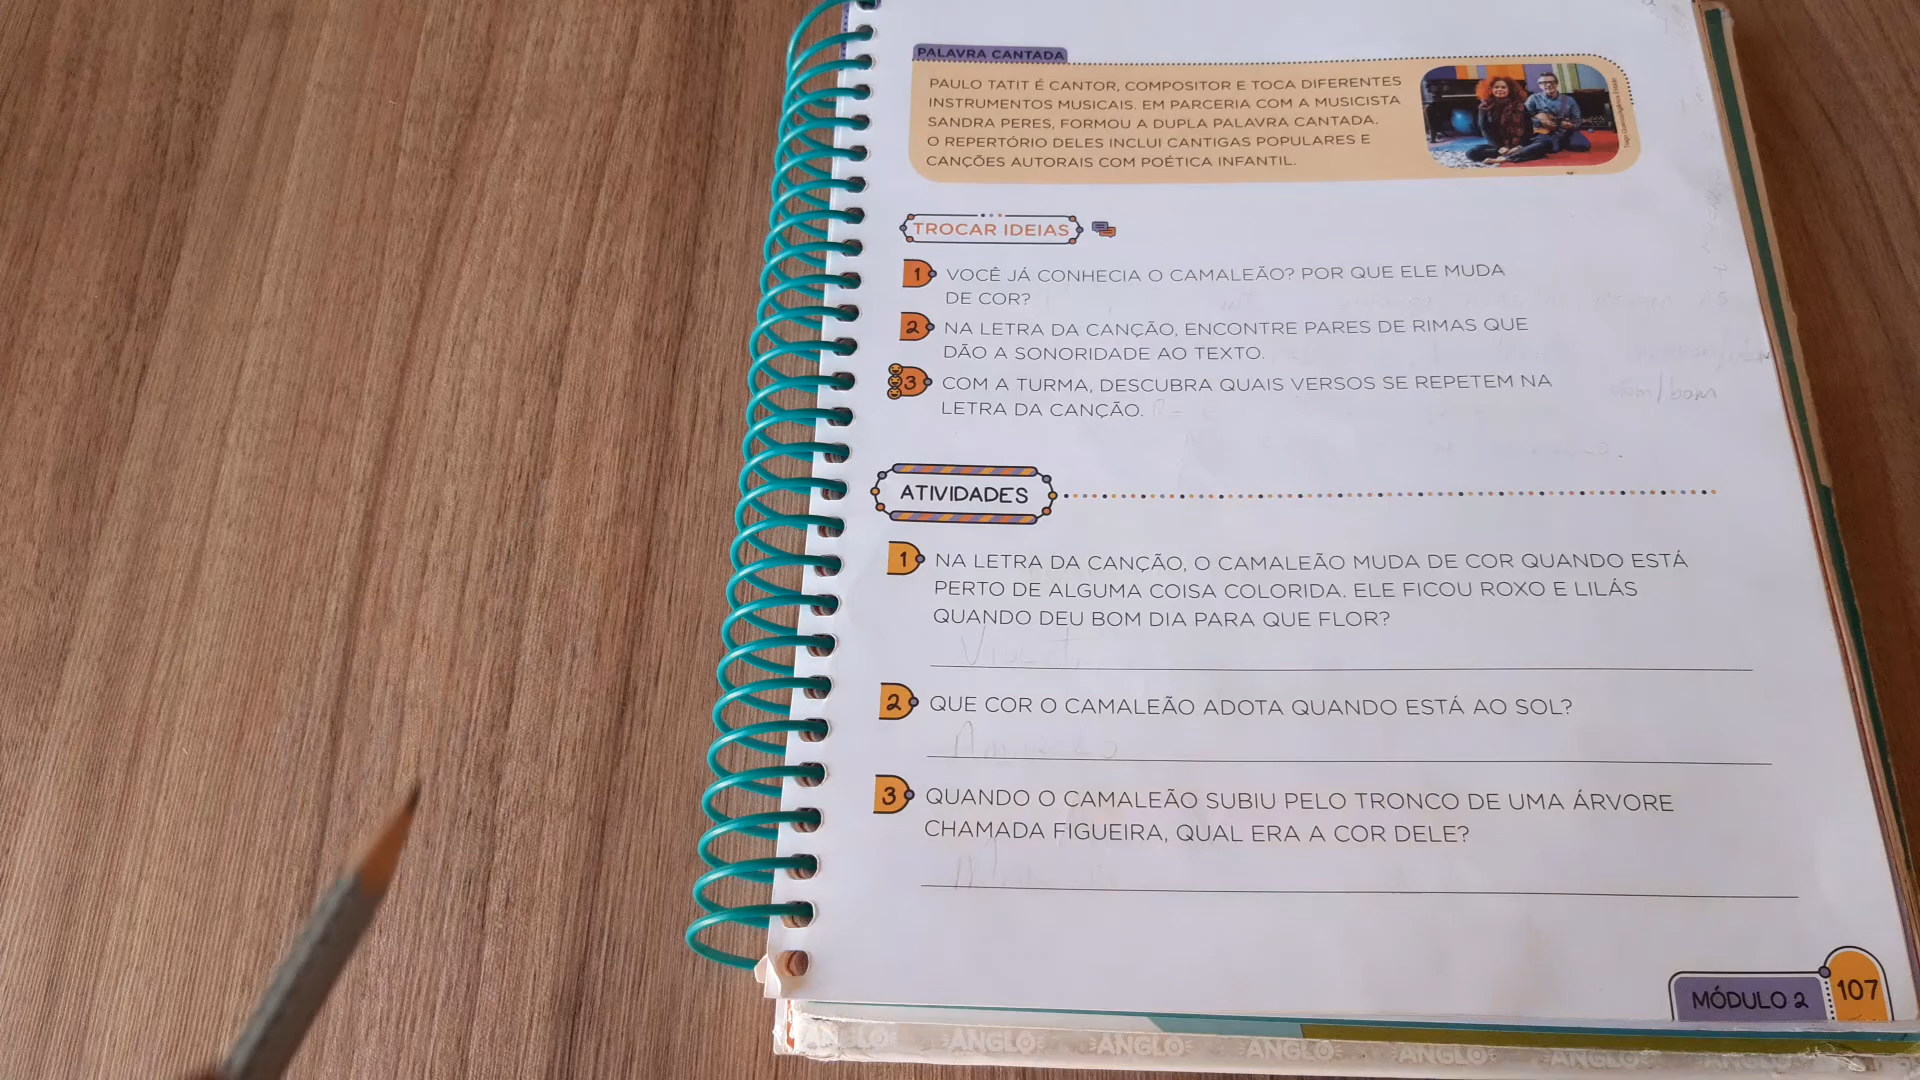 PALAVRA CANTADA
PAULO TATIT É CANTOR, COMPOSITOR E TOCA DIFERENTES
INSTRUMENTOS MUSICAIS. EM PARCERIA COM A MUSICISTA
SANDRA PERES, FORMOU A DUPLA PALAVRA CANTADA.
O REPERTÓRIO DELES INCLUI CANTIGAS POPULARES E
CANÇÕES AUTORAIS COM POÉTICA INFANTIL.
TROCAR IDEIAS
1 VOCÊ JÁ CONHECIA O CAMALEÃO? POR QUE ELE MUDA
DE COR?
2 NA LETRA DA CANÇÃO, ENCONTRE PARES DE RIMAS QUE
DÃO A SONORIDADE AO TEXTO.
3 COM A TURMA, DESCUBRA QUAIS VERSOS SE REPETEM NA
LETRA DA CANÇÃO.
ATIVIDADES
1 NA LETRA DA CANÇÃO, O CAMALEÃO MUDA DE COR QUANDO ESTÁ
PERTO DE ALGUMA COISA COLORIDA. ELE FICOU ROXO E LILÁS
QUANDO DEU BOM DIA PARA QUE FLOR?
2 QUE COR O CAMALEÃO ADOTA QUANDO ESTÁ AO SOL?
3 QUANDO O CAMALEÃO SUBIU PELO TRONCO DE UMA ÁRVORE
CHAMADA FIGUEIRA, QUAL ERA A COR DELE?
MÓDULO 2 107
ANGLO ANGLO ANGLO ANGLO ANGLO ANGLO